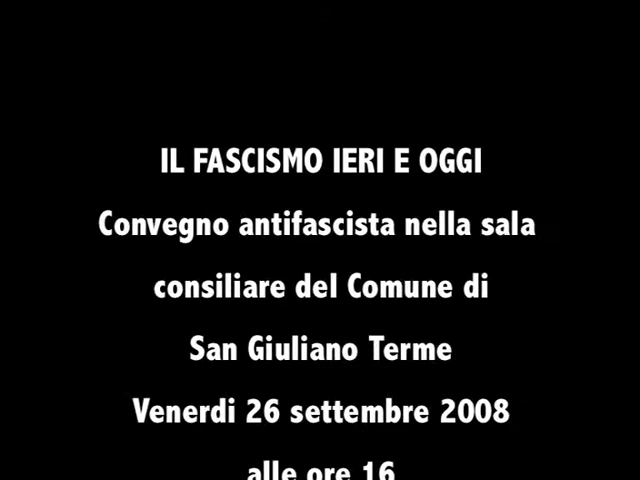 IL FASCISMO IERI E OGGI
Convegno antifascista nella sala
consiliare del Comune di
San Giuliano Terme
Venerdi 26 settembre 2008
alle ore 16